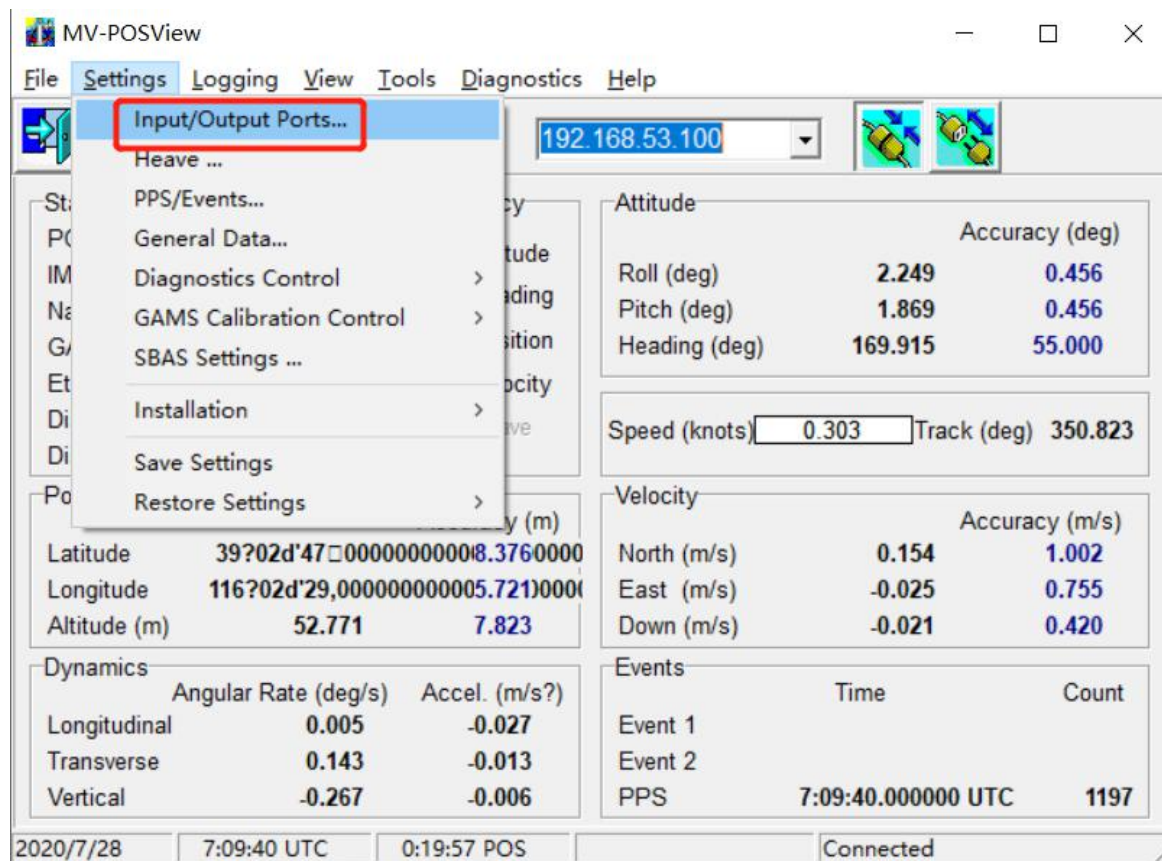 MV-POSView
File Settings Logging View Tools Diagnostics Help
Input/Output Ports...
192.168.53.100
Heave ...
PPS/Events...
General Data...
Diagnostics Control >
GAMS Calibration Control >
SBAS Settings ...
Installation >
Save Settings
Restore Settings >
Attitude
Accuracy (deg)
Roll (deg) 2.249 0.456
Pitch (deg) 1.869 0.456
Heading (deg) 169.915 55.000
Speed (knots) 0.303 Track (deg) 350.823
(m)
Latitude 39?02d'47□000000000008.3760000
Longitude 116?02d'29,000000000005.721)0000
Altitude (m) 52.771 7.823
Velocity
Accuracy (m/s)
North (m/s) 0.154 1.002
East (m/s) -0.025 0.755
Down (m/s) -0.021 0.420
Dynamics
Angular Rate (deg/s) Accel. (m/s?)
Longitudinal 0.005 -0.027
Transverse 0.143 -0.013
Vertical -0.267 -0.006
Events
Time Count
Event 1
Event 2
PPS 7:09:40.000000 UTC 1197
2020/7/28 7:09:40 UTC 0:19:57 POS Connected